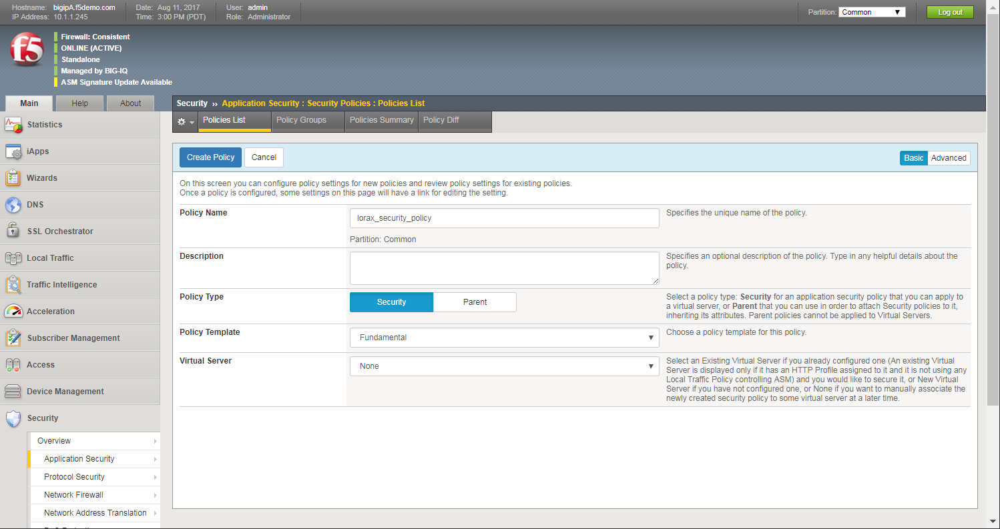 Hostname: bigipA.f5demo.com
IP Address: 10.1.1.245
Date: Aug 11, 2017
Time: 3:00 PM (PDT)
User: admin
Role: Administrator
Partition: Common
Log out
f5
Firewall: Consistent
ONLINE (ACTIVE)
Standalone
Managed by BIG-IQ
ASM Signature Update Available
Main
Help
About
Security ›› Application Security : Security Policies : Policies List
Policies List
Policy Groups
Policies Summary
Policy Diff
Statistics
iApps
Wizards
DNS
SSL Orchestrator
Local Traffic
Traffic Intelligence
Acceleration
Subscriber Management
Access
Device Management
Security
Overview
Application Security
Protocol Security
Network Firewall
Network Address Translation
Create Policy
Cancel
Basic
Advanced
On this screen you can configure policy settings for new policies and review policy settings for existing policies.
Once a policy is configured, some settings on this page will have a link for editing the setting.
Policy Name
lorax_security_policy
Partition: Common
Specifies the unique name of the policy.
Description
Specifies an optional description of the policy. Type in any helpful details about the
policy.
Policy Type
Security
Parent
Select a policy type: Security for an application security policy that you can apply to
a virtual server, or Parent that you can use in order to attach Security policies to it,
inheriting its attributes. Parent policies cannot be applied to Virtual Servers.
Policy Template
Fundamental
Choose a policy template for this policy.
Virtual Server
None
Select an Existing Virtual Server if you already configured one (An existing Virtual
Server is displayed only if it has an HTTP Profile assigned to it and it is not using any
Local Traffic Policy controlling ASM) and you would like to secure it, or New Virtual
Server if you have not configured one, or None if you want to manually associate the
newly created security policy to some virtual server at a later time.